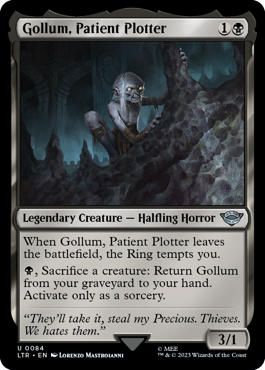 Gollum, Patient Plotter 1
Legendary Creature — Halfling Horror
When Gollum, Patient Plotter leaves
the battlefield, the Ring tempts you.
, Sacrifice a creature: Return Gollum
from your graveyard to your hand.
Activate only as a sorcery.
“They’ll take it, steal my Precious. Thieves.
We hates them.”
3/1
U 0084
LTR • EN Lorenzo Mastroianni
© MEE
™ & © 2023 Wizards of the Coast